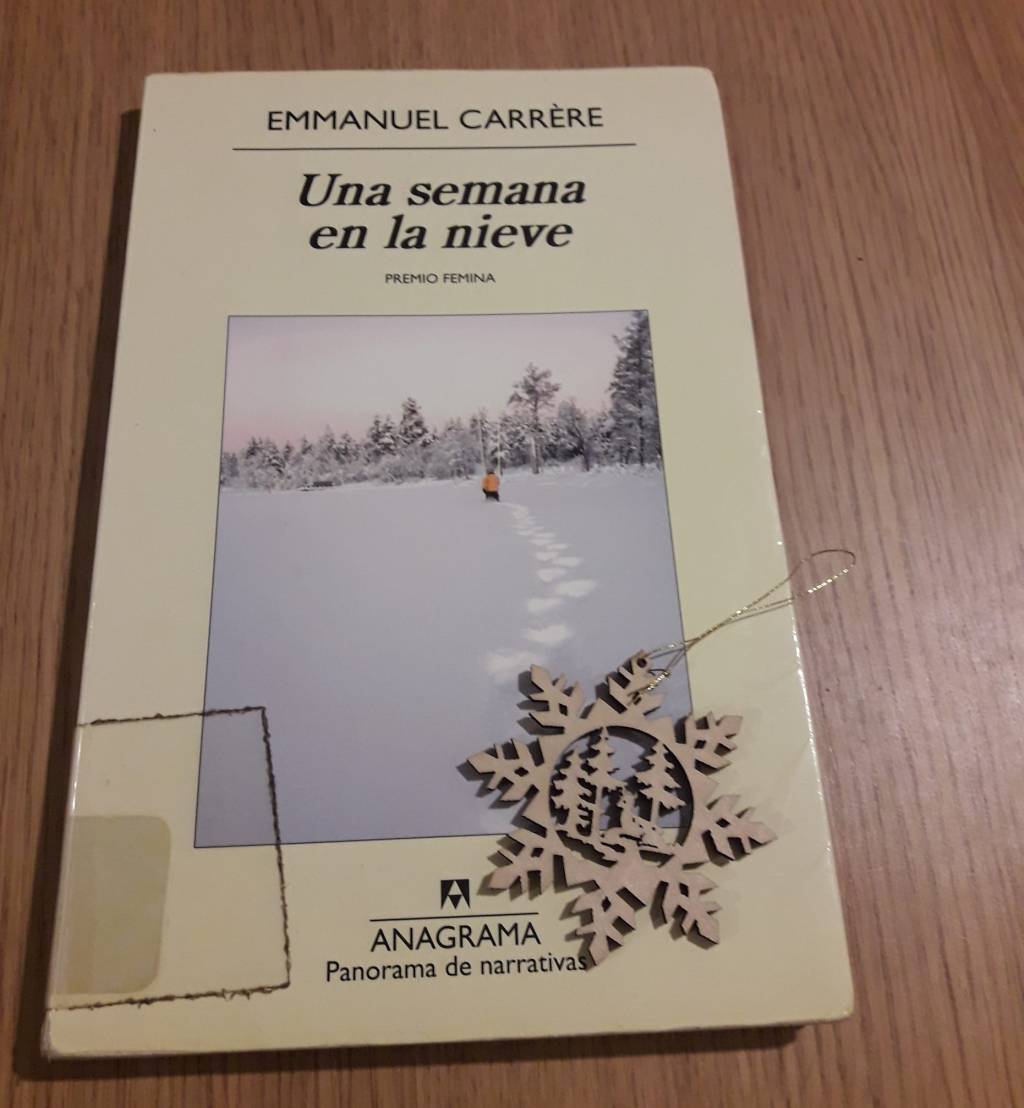 EMMANUEL CARRÈRE
Una semana
en la nieve
PREMIO FEMINA
ANAGRAMA
Panorama de narrativas